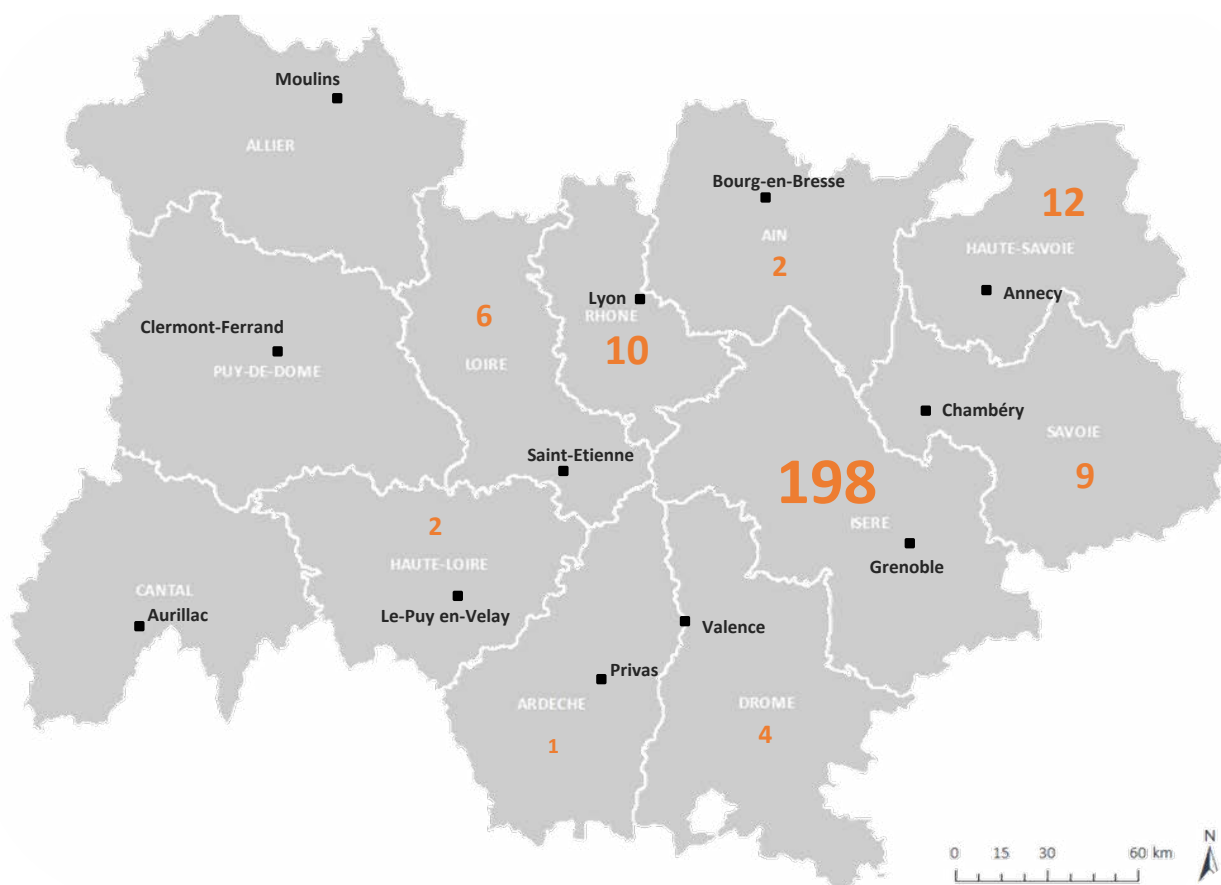 Moulins
ALLIER
Bourg-en-Bresse
AIN
2
12
HAUTE-SAVOIE
Annecy
Lyon
RHONE
10
6
LOIRE
Clermont-Ferrand
PUY-DE-DOME
Chambéry
SAVOIE
9
Saint-Etienne
198
ISERE
Grenoble
2
HAUTE-LOIRE
Le-Puy en-Velay
CANTAL
Aurillac
Valence
Privas
ARDECHE
1
DROME
4
N
0 15 30 60 km